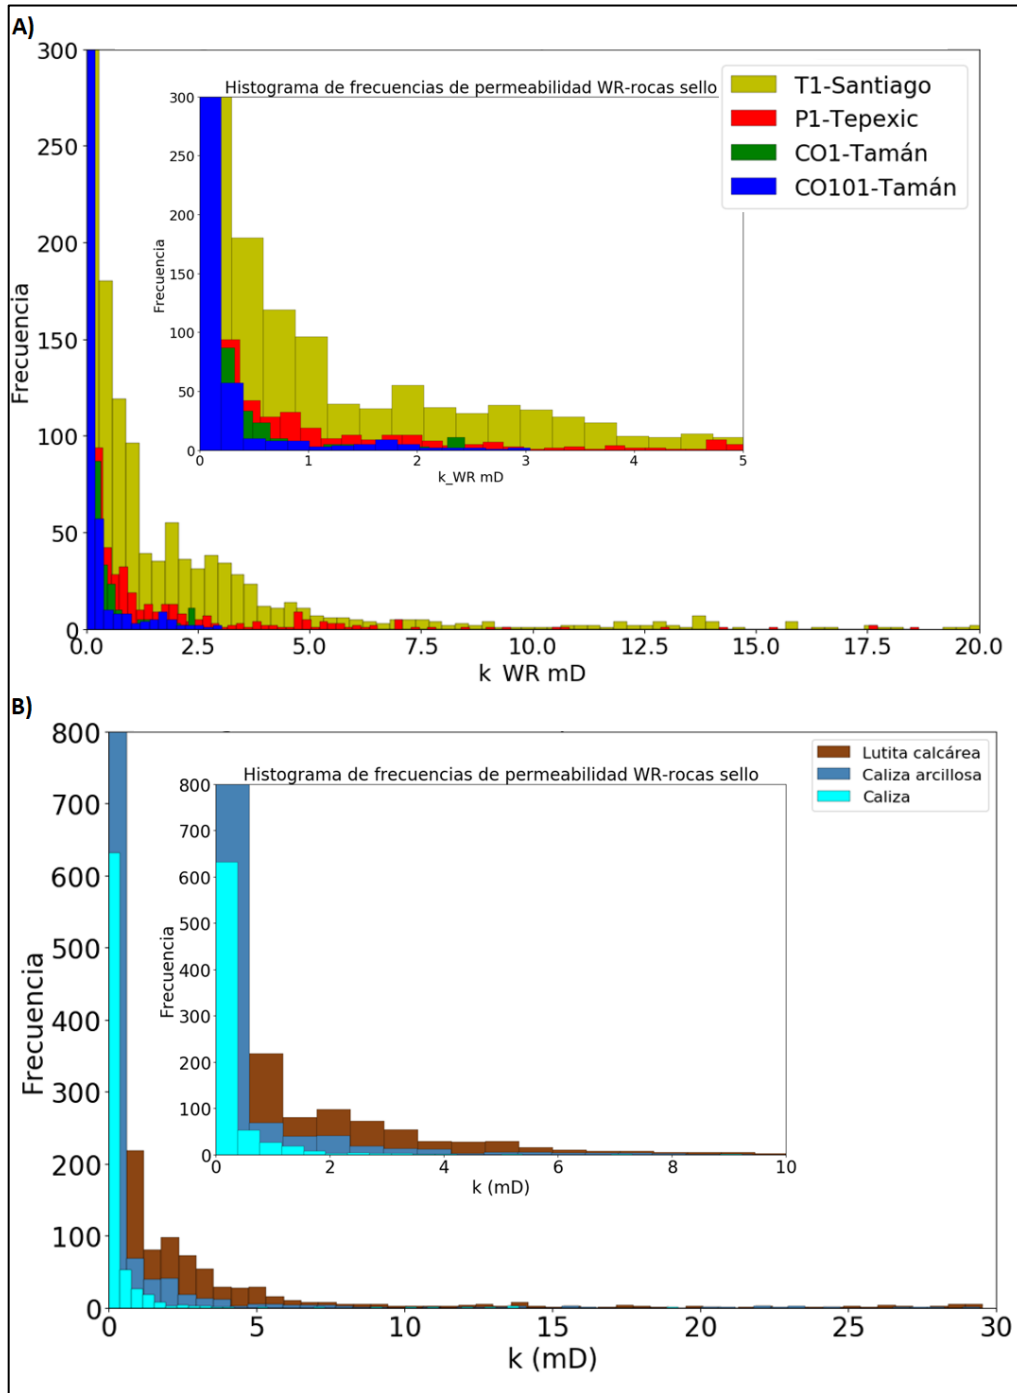 A)
Histograma de frecuencias de permeabilidad WR-rocas sello
T1-Santiago
P1-Tepexic
CO1-Tamán
CO101-Tamán
Frecuencia
300
250
200
150
100
50
0
Frecuencia
300
250
200
150
100
50
0
0 1 2 3 4 5
k_WR mD
0.0 2.5 5.0 7.5 10.0 12.5 15.0 17.5 20.0
k WR mD
B)
Histograma de frecuencias de permeabilidad WR-rocas sello
Lutita calcárea
Caliza arcillosa
Caliza
Frecuencia
800
700
600
500
400
300
200
100
0
Frecuencia
800
700
600
500
400
300
200
100
0
0 2 4 6 8 10
k (mD)
0 5 10 15 20 25 30
k (mD)